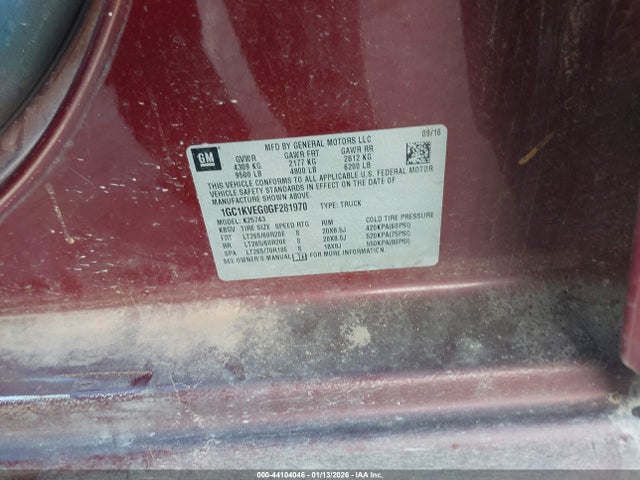 MFD BY GENERAL MOTORS LLC
09/16
GM
GVWR GAWR FRT GAWR RR
4309 KG 2177 KG 2812 KG
9500 LB 4800 LB 6200 LB
THIS VEHICLE CONFORMS TO ALL APPLICABLE U.S. FEDERAL MOTOR
VEHICLE SAFETY STANDARDS IN EFFECT ON THE DATE OF
MANUFACTURE SHOWN ABOVE.
1GC1KVEG0GF281970 TYPE: TRUCK
MODEL: K25743
TIRE SIZE SPEED RTG RIM COLD TIRE PRESSURE
FRT LT265/60R20E S 20X8.5J 420KPA(60PSI)
RR LT265/60R20E S 20X8.5J 520KPA(75PSI)
SPA LT265/70R18E S 18X8J 550KPA(80PSI)
SEE OWNER'S MANUAL FOR MORE INFORMATION.
000-44104046 - 01/13/2026 - IAAI, Inc. - Copyright